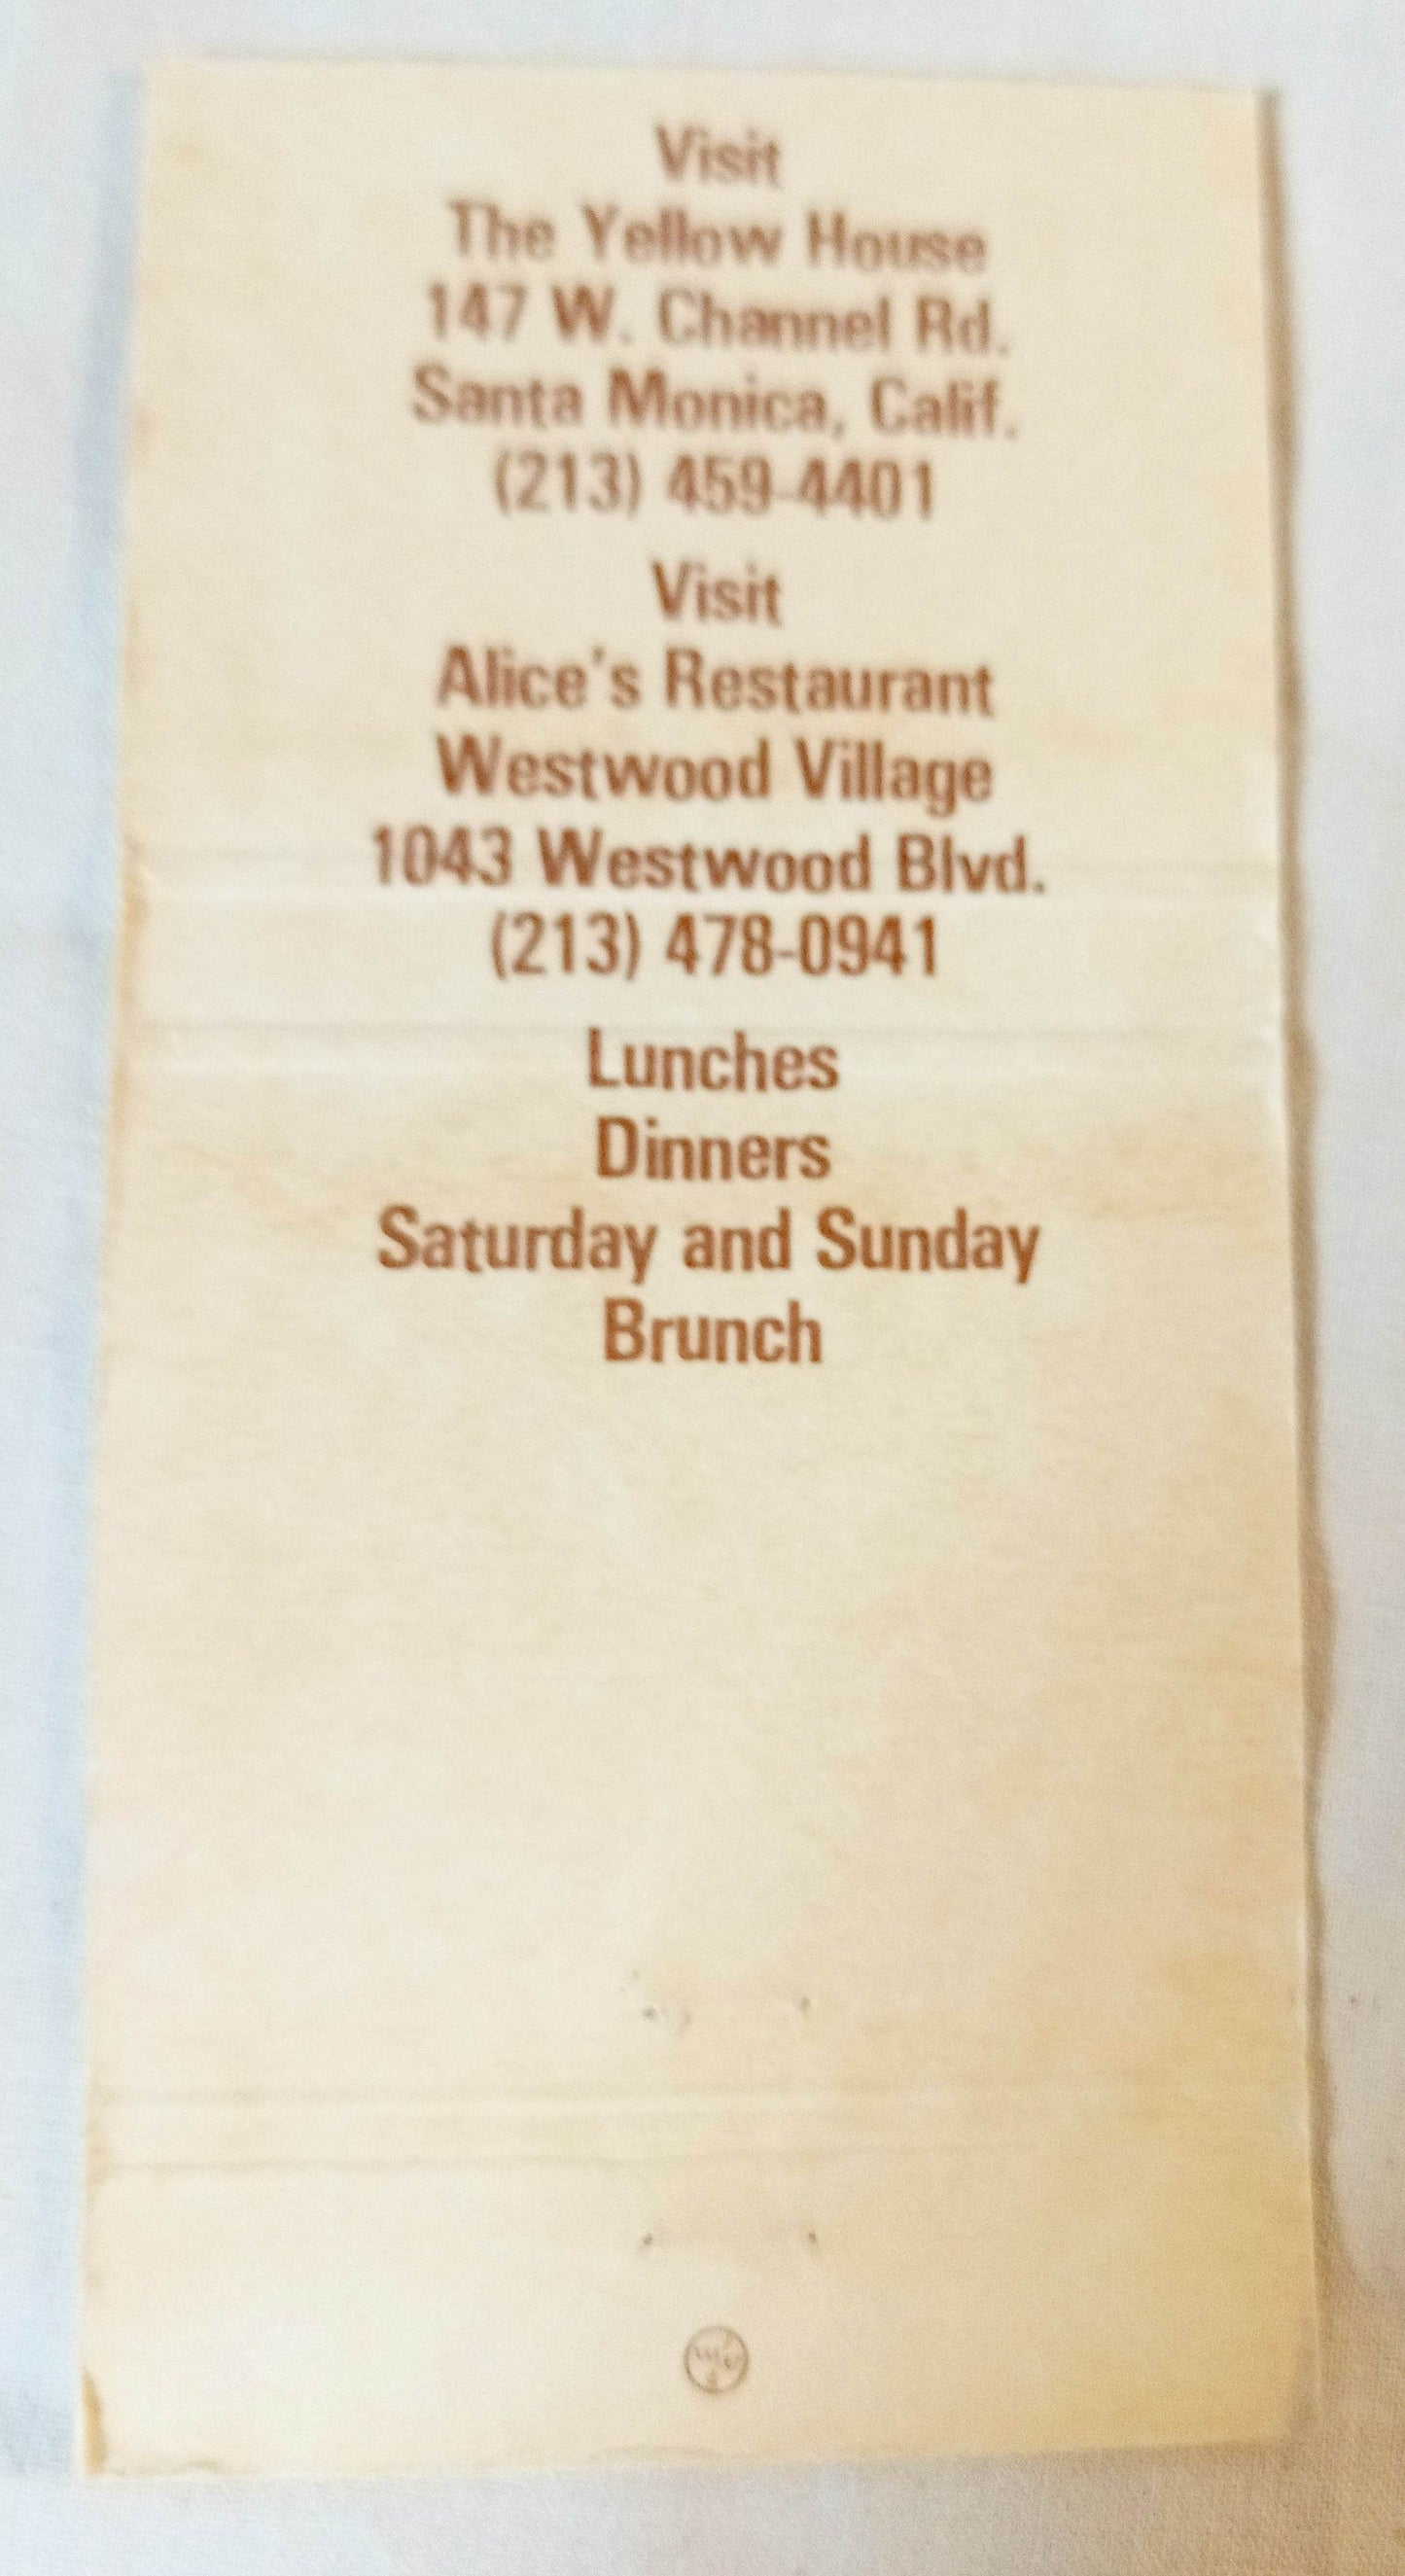 Visit
The Yellow House
147 W. Channel Rd.
Santa Monica, Calif.
(213) 459-4401
Visit
Alice's Restaurant
Westwood Village
1043 Westwood Blvd.
(213) 478-0941
Lunches
Dinners
Saturday and Sunday
Brunch